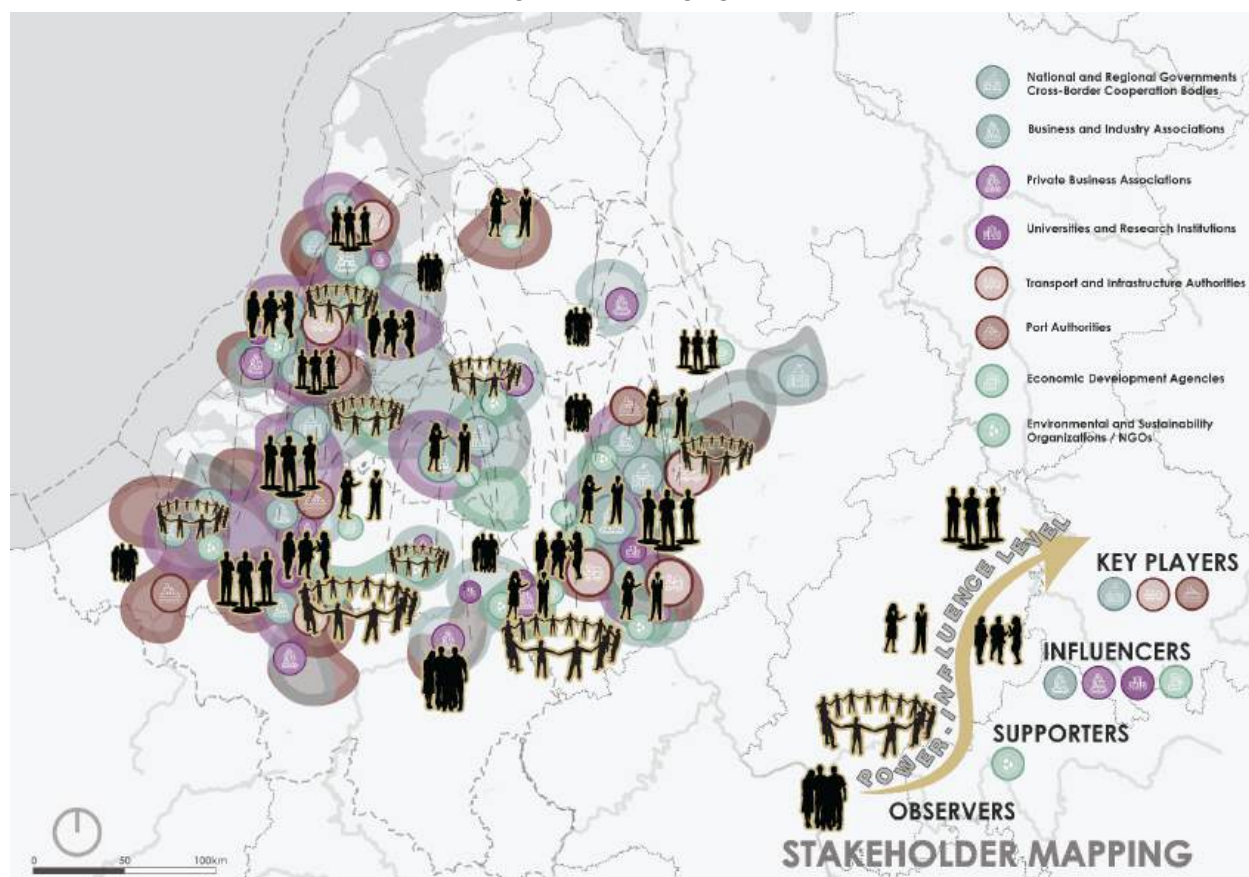 National and Regional Governments
Cross-Border Cooperation Bodies
Business and Industry Associations
Private Business Associations
Universities and Research Institutions
Transport and Infrastructure Authorities
Port Authorities
Economic Development Agencies
Environmental and Sustainability
Organizations / NGOs
POWER-INFLUENCE LEVEL
KEY PLAYERS
INFLUENCERS
SUPPORTERS
OBSERVERS
STAKEHOLDER MAPPING
0 50 100km